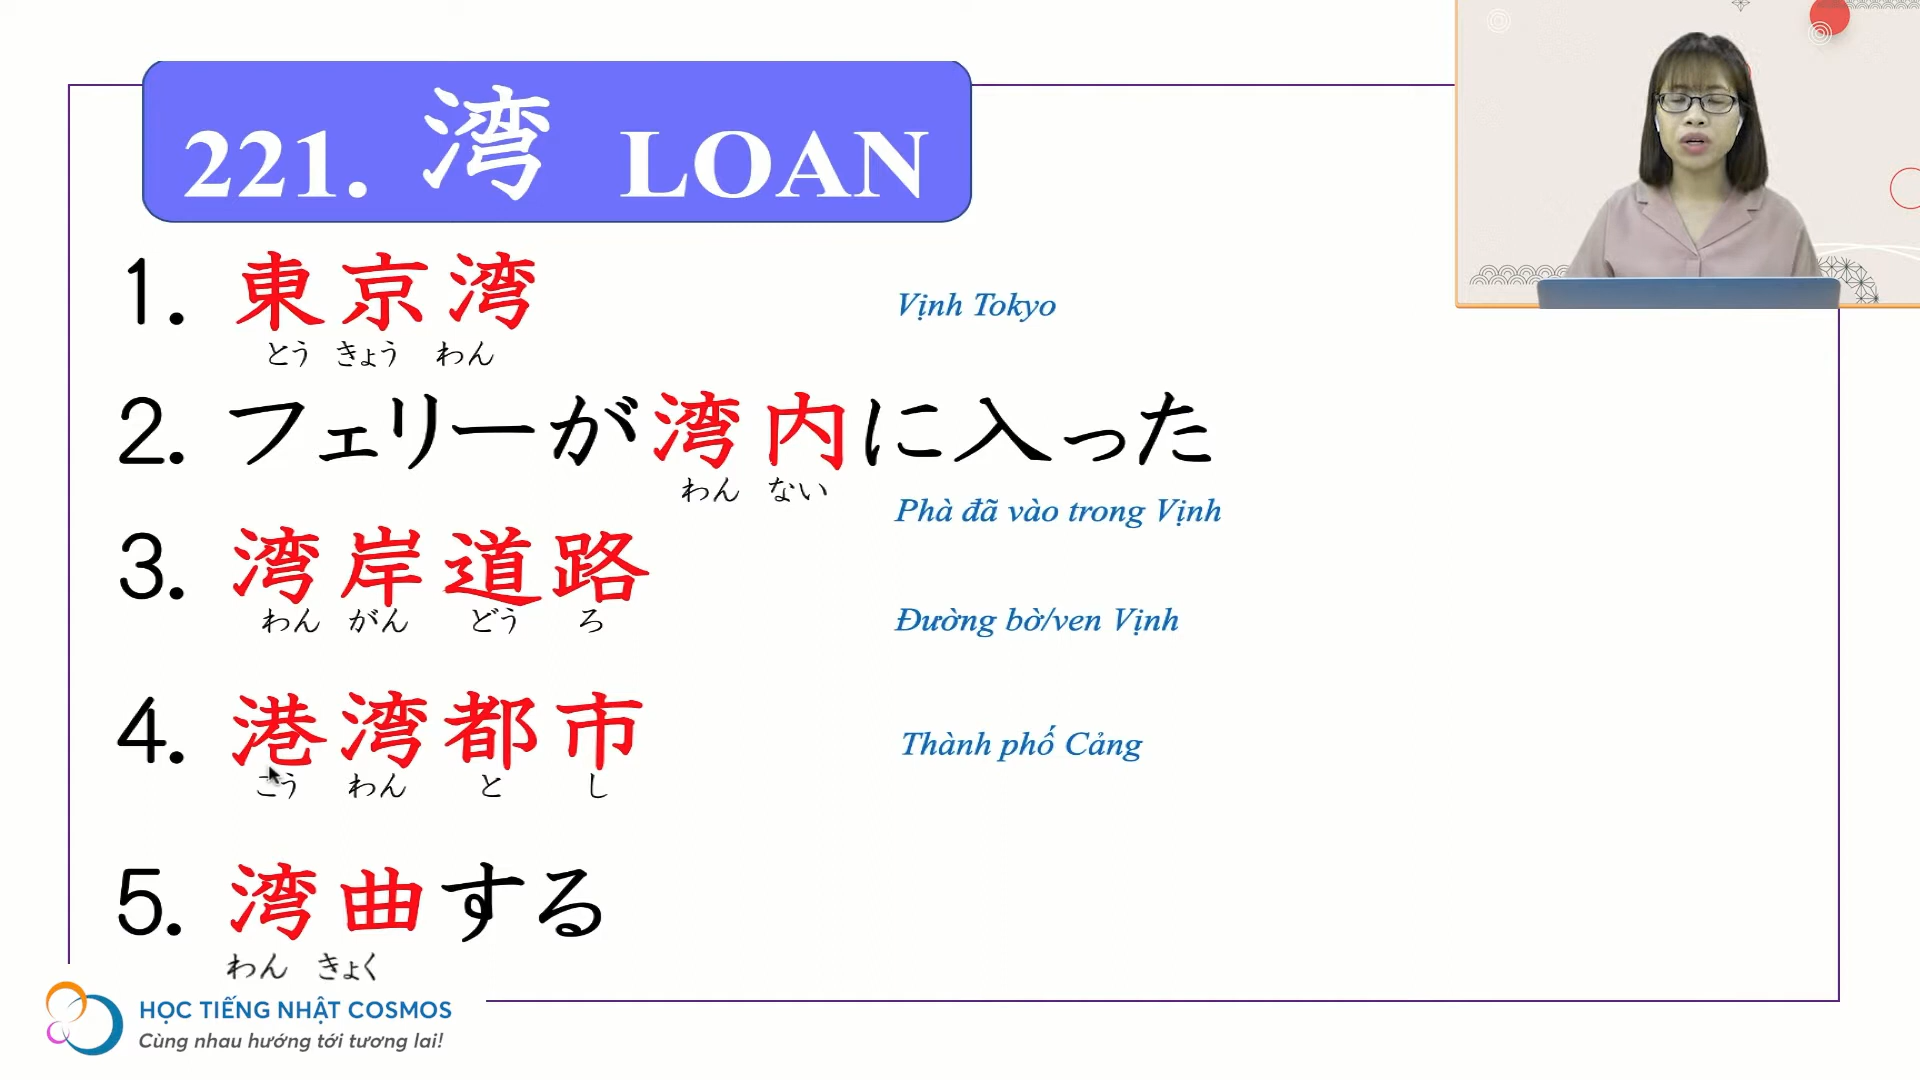 221. 湾 LOAN
1. 東京湾
とう きょう わん
Vịnh Tokyo
2. フェリーが湾内に入った
わん ない
Phà đã vào trong Vịnh
3. 湾岸道路
わん がん どう ろ
Đường bờ/ven Vịnh
4. 港湾都市
こう わん と し
Thành phố Cảng
5. 湾曲する
わん きょく
HỌC TIẾNG NHẬT COSMOS
Cùng nhau hướng tới tương lai!